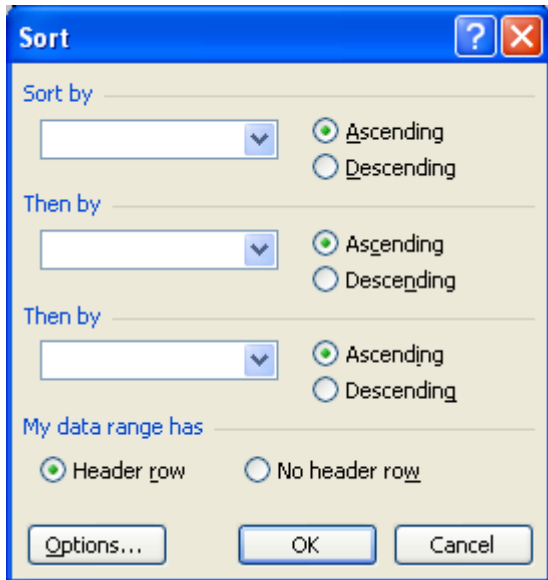 Sort
Sort by
Ascending
Descending
Then by
Ascending
Descending
Then by
Ascending
Descending
My data range has
Header row No header row
Options... OK Cancel